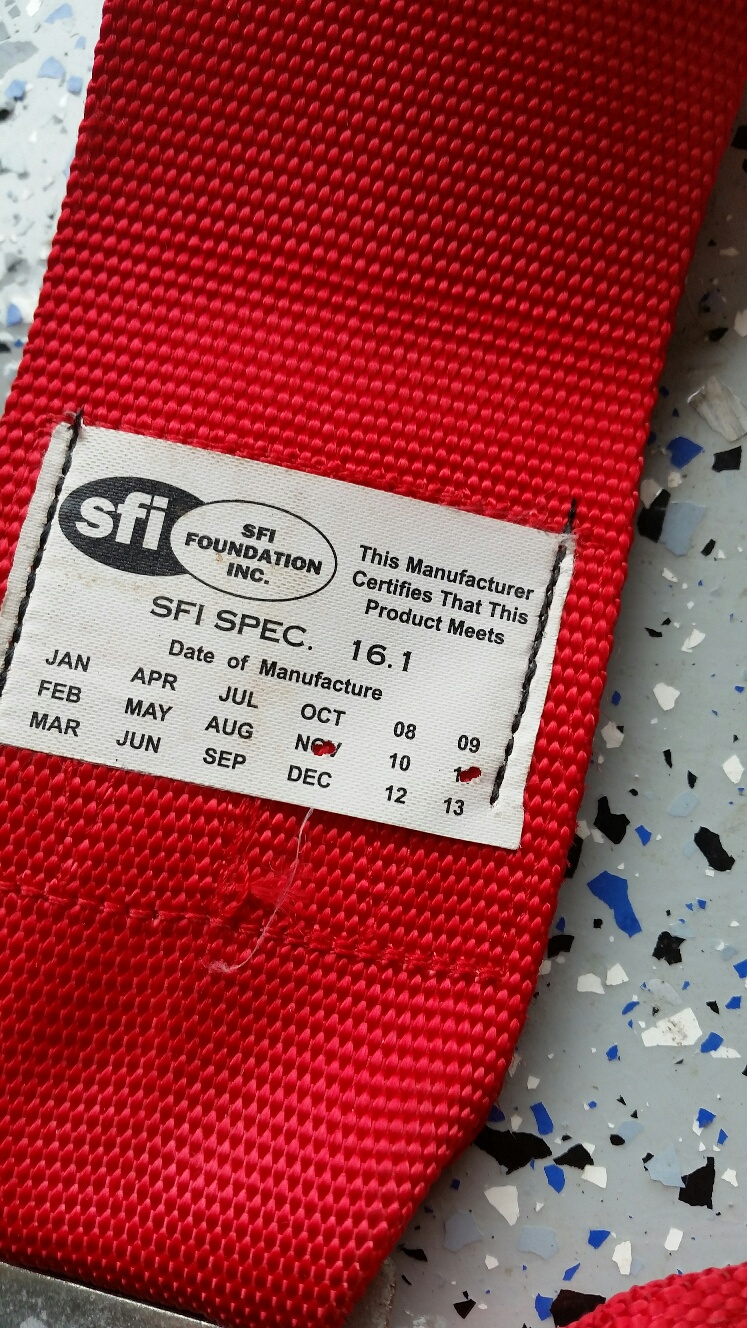 sfi
SFI
FOUNDATION
INC.
This Manufacturer
Certifies That This
Product Meets
SFI SPEC. 16.1
Date of Manufacture
JAN APR JUL OCT 08 09
FEB MAY AUG 10
MAR JUN SEP DEC 12 13